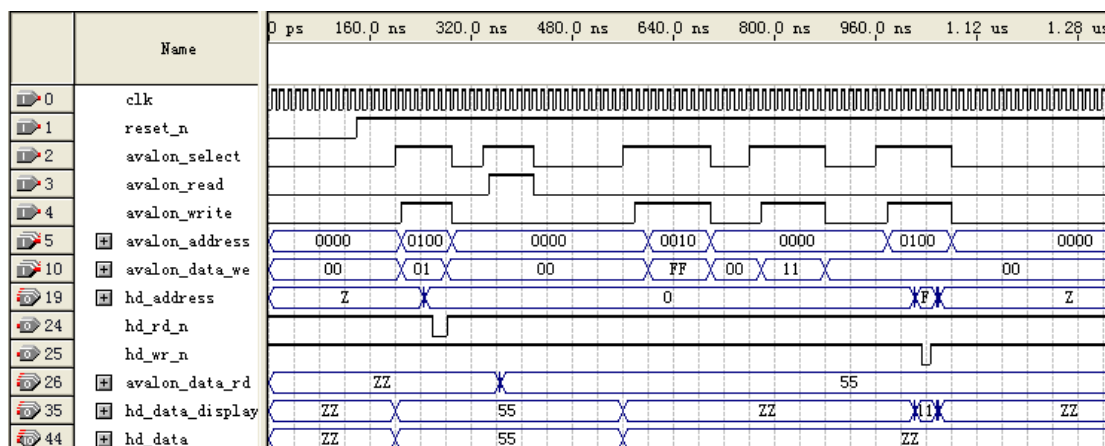 Name
0 ps 160.0 ns 320.0 ns 480.0 ns 640.0 ns 800.0 ns 960.0 ns 1.12 us 1.28 us
0 clk
1 reset_n
2 avalon_select
3 avalon_read
4 avalon_write
5 avalon_address 0000 0100 0000 0010 0000 0100 0000
10 avalon_data_we 00 01 00 FF 00 11 00
19 hd_address Z 0 F Z
24 hd_rd_n
25 hd_wr_n
26 avalon_data_rd ZZ 55
35 hd_data_display ZZ 55 ZZ 11 ZZ
44 hd_data ZZ 55 ZZ